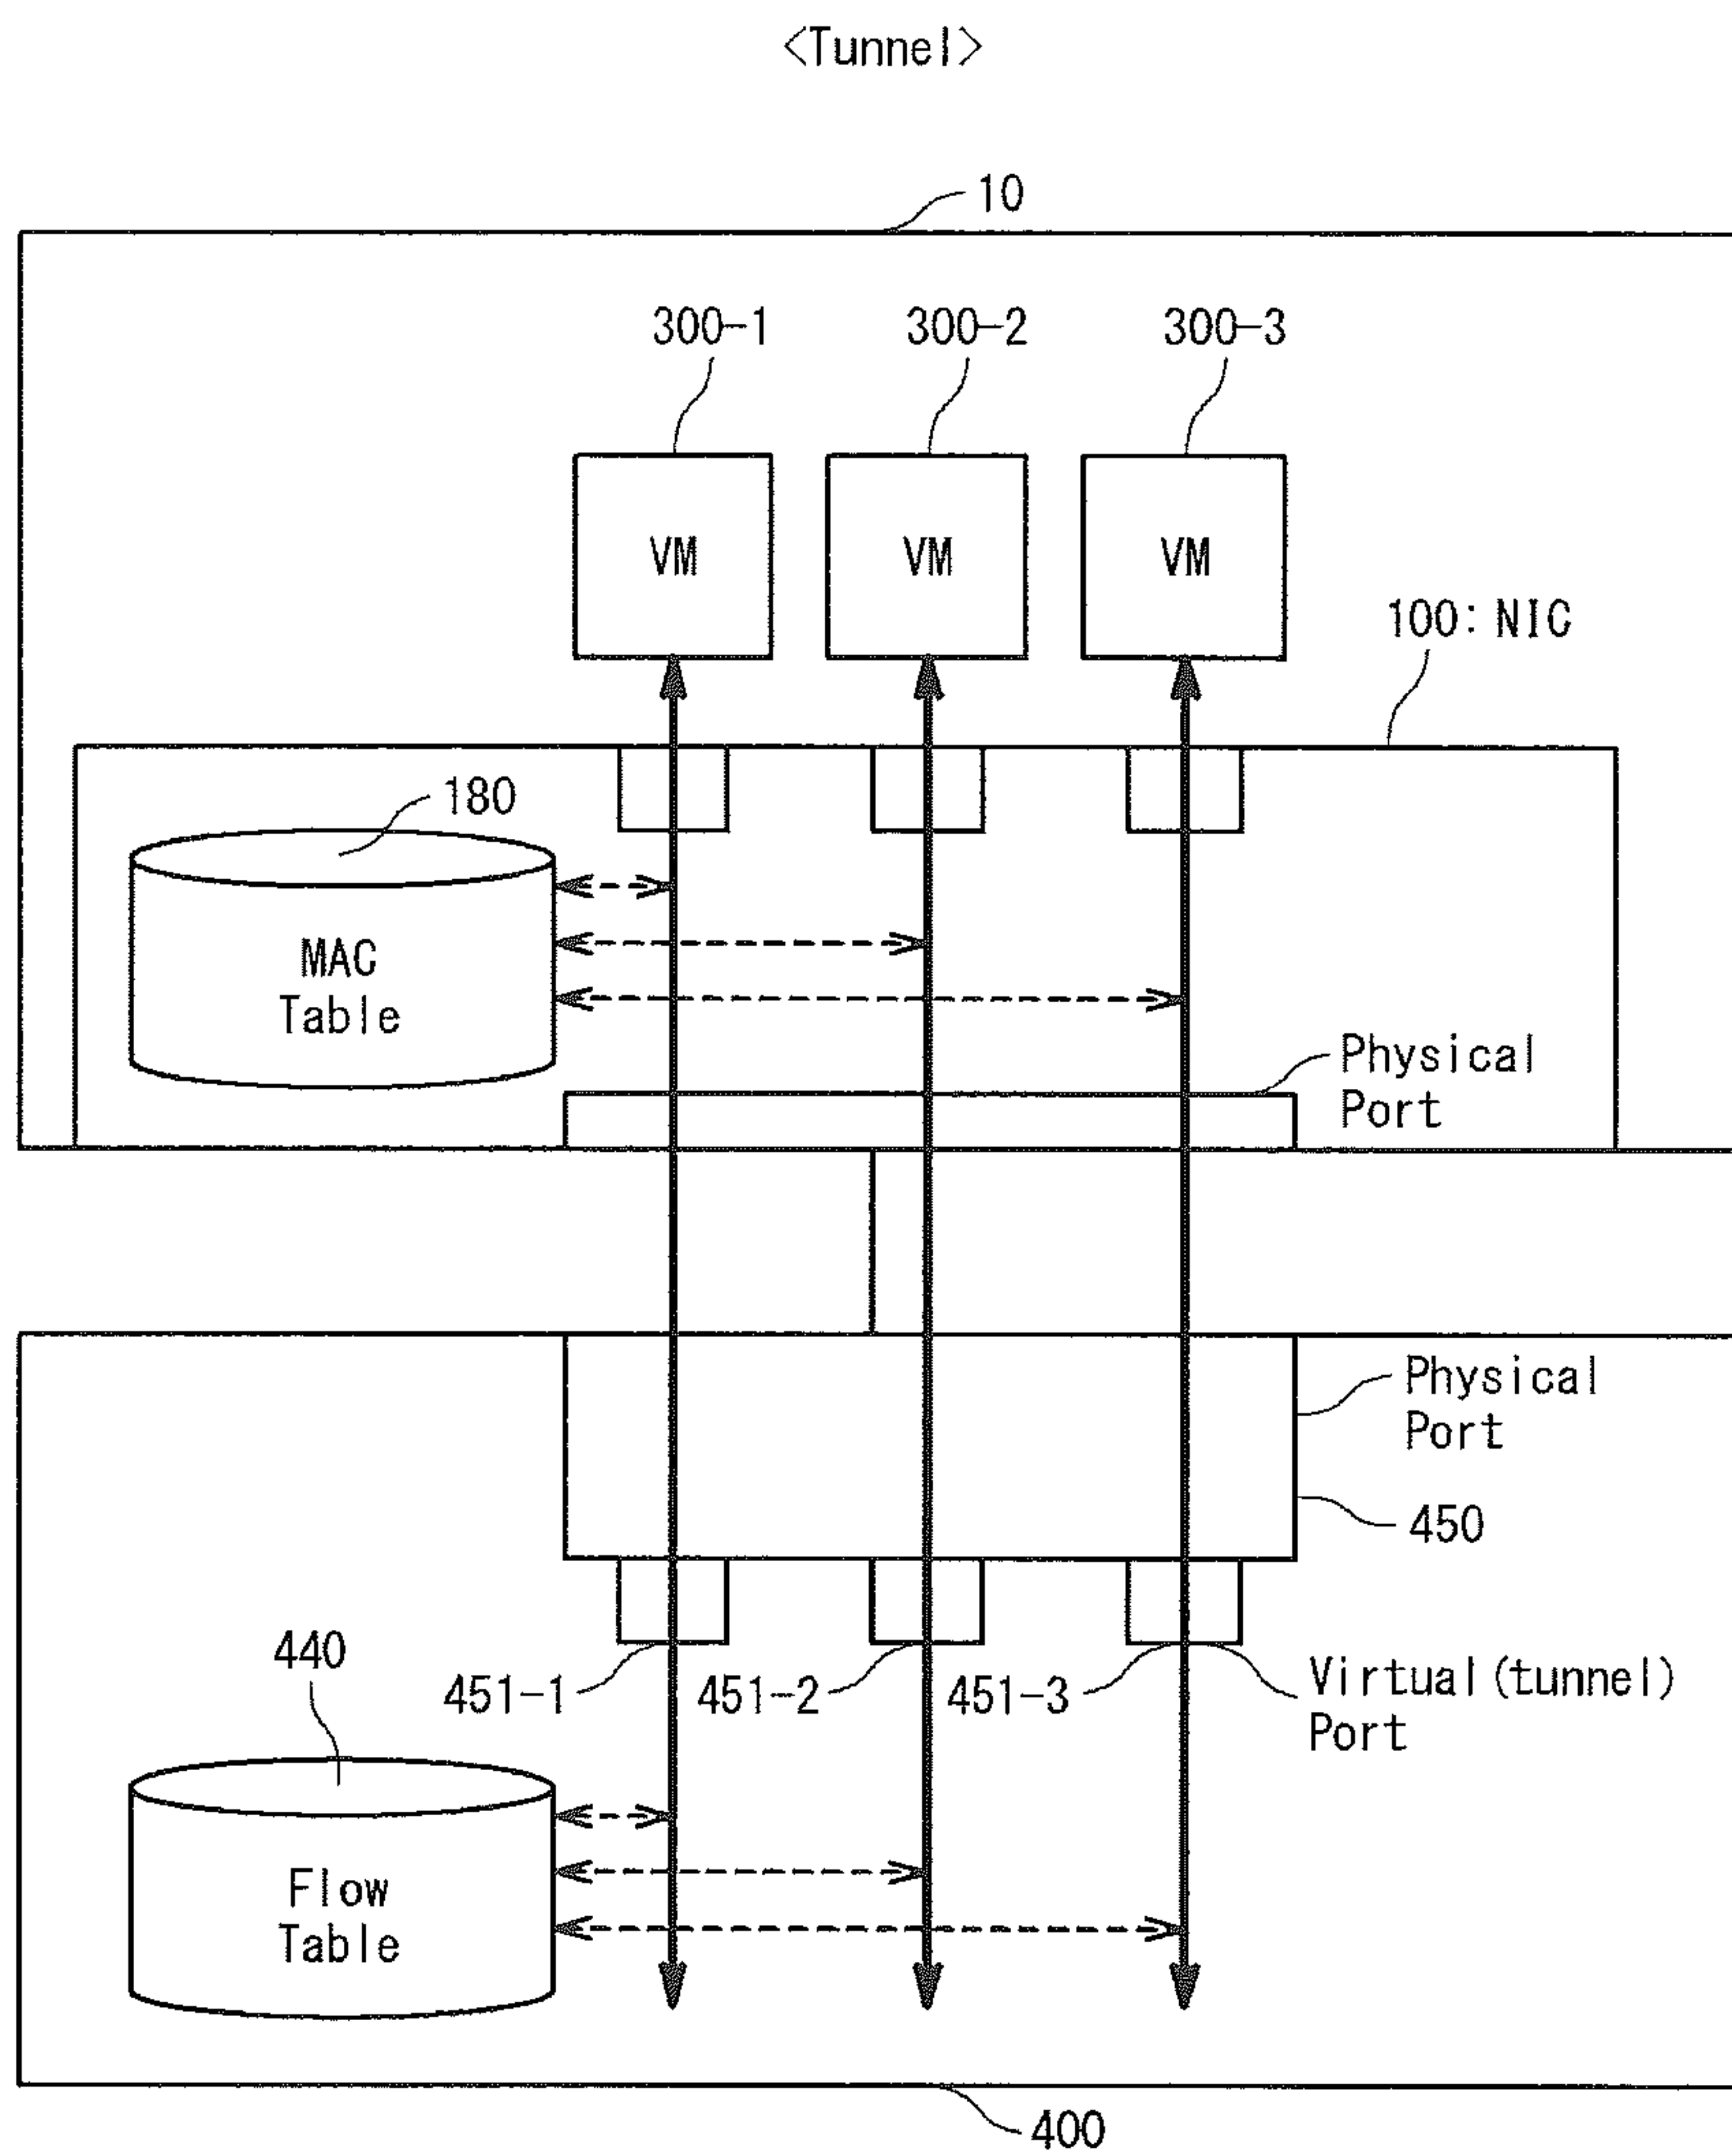 <Tunnel>
10
300-1 300-2 300-3
VM VM VM
100: NIC
180
MAC
Table
Physical
Port
Physical
Port
450
440
451-1 451-2 451-3
Virtual(tunnel)
Port
Flow
Table
400